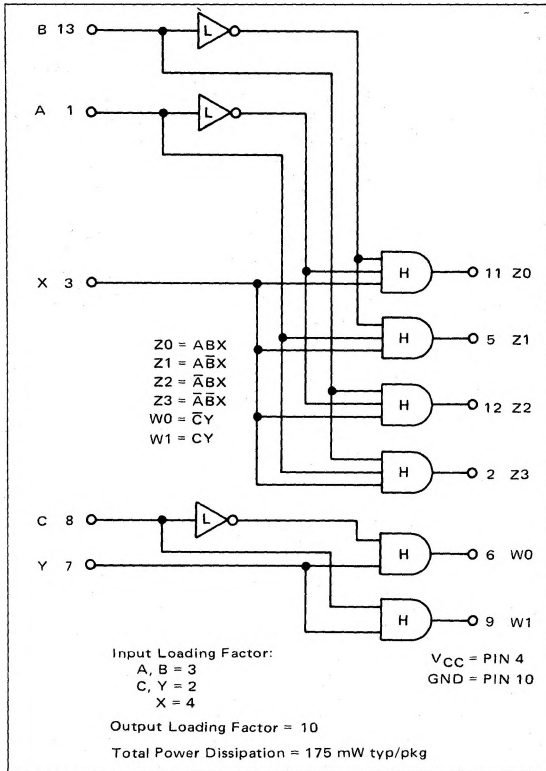 B 13
L
A 1
L
X 3
H 11 Z0
Z0 = ABX
Z1 = AB̅X
Z2 = A̅BX
Z3 = A̅B̅X
W0 = C̅Y
W1 = CY
H 5 Z1
H 12 Z2
H 2 Z3
C 8
L
Y 7
H 6 W0
H 9 W1
Input Loading Factor:
A, B = 3
C, Y = 2
X = 4
VCC = PIN 4
GND = PIN 10
Output Loading Factor = 10
Total Power Dissipation = 175 mW typ/pkg